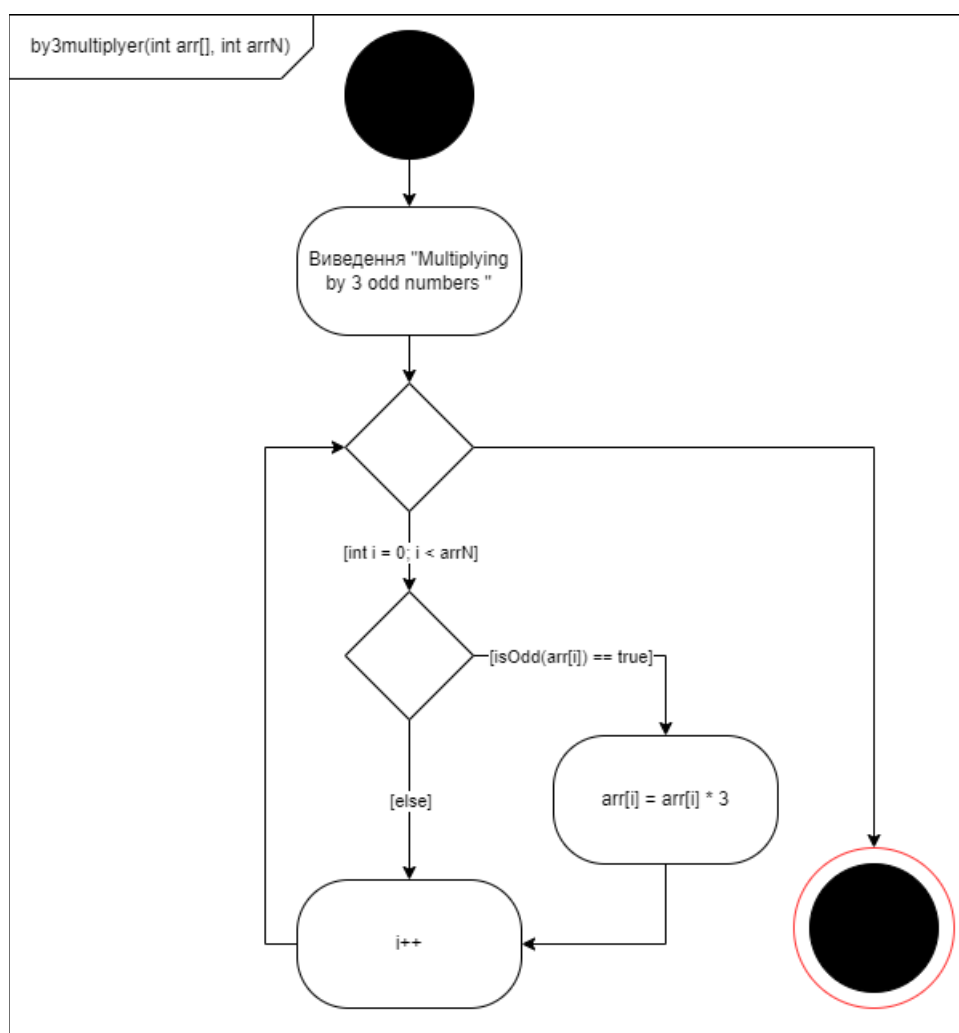 by3multiplyer(int arr[], int arrN)
Виведення "Multiplying
by 3 odd numbers "
[int i = 0; i < arrN]
[isOdd(arr[i]) == true]
[else]
arr[i] = arr[i] * 3
i++